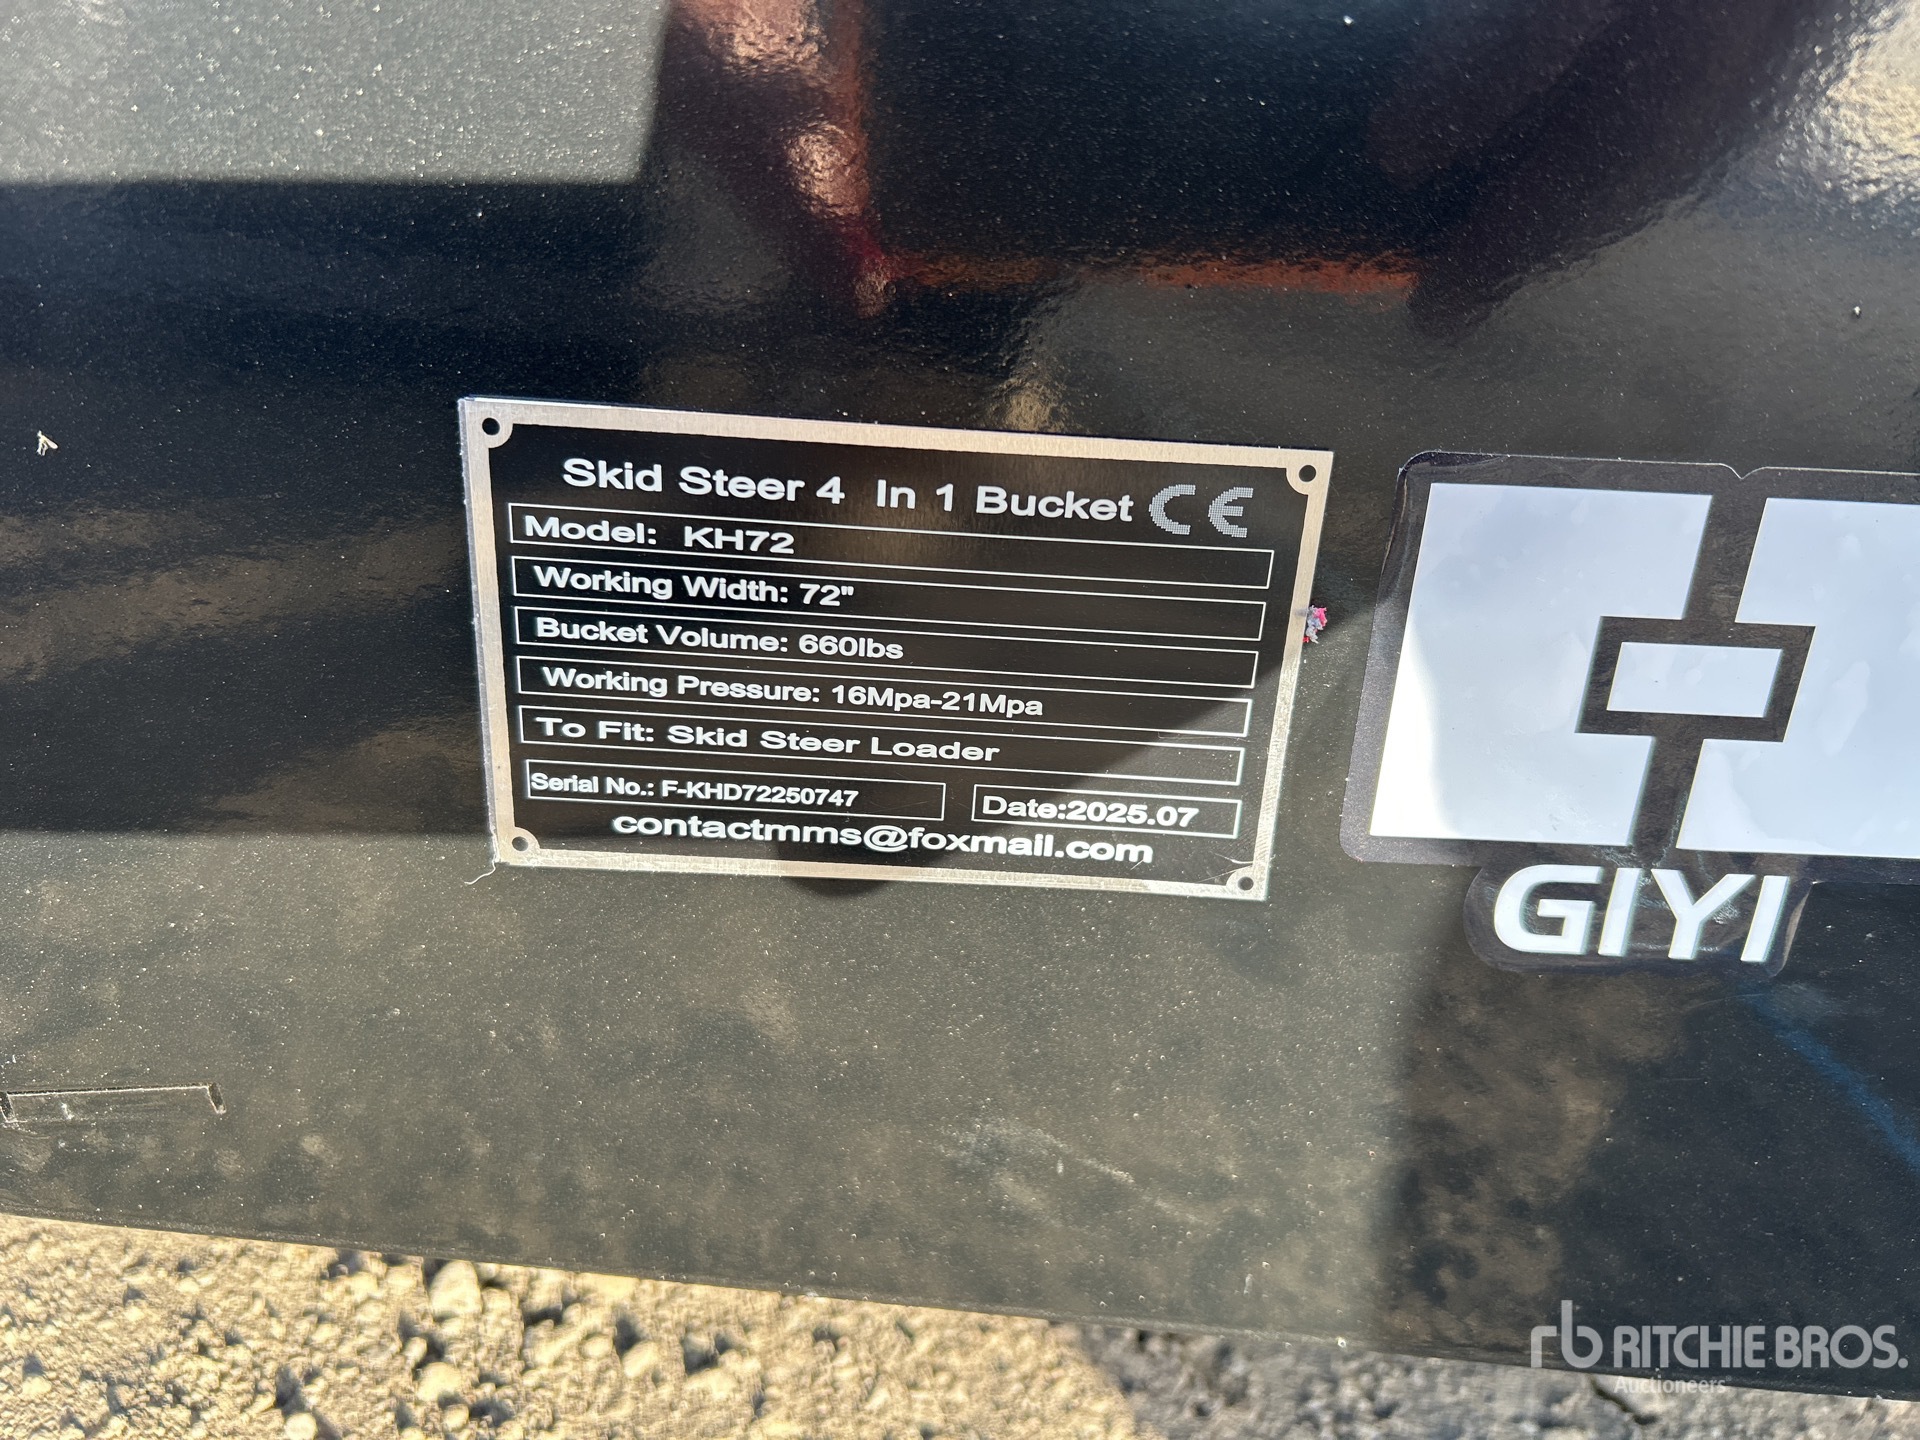 Skid Steer 4 In 1 Bucket CE
Model: KH72
Working Width: 72"
Bucket Volume: 660lbs
Working Pressure: 16Mpa-21Mpa
To Fit: Skid Steer Loader
Serial No.: F-KHD72250747 Date:2025.07
contactmms@foxmail.com
GIYI
rb RITCHIE BROS.
Auctioneers